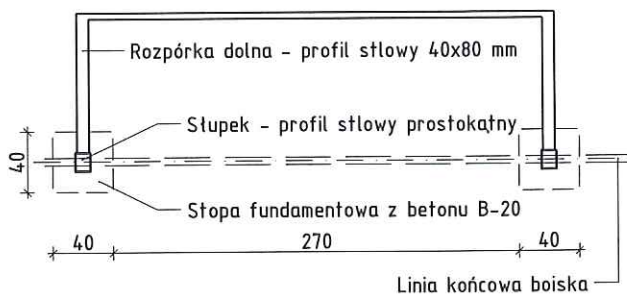 Rozpórka dolna - profil stlowy 40x80 mm
Słupek - profil stlowy prostokątny
40
Stopa fundamentowa z betonu B-20
40
270
40
Linia końcowa boiska